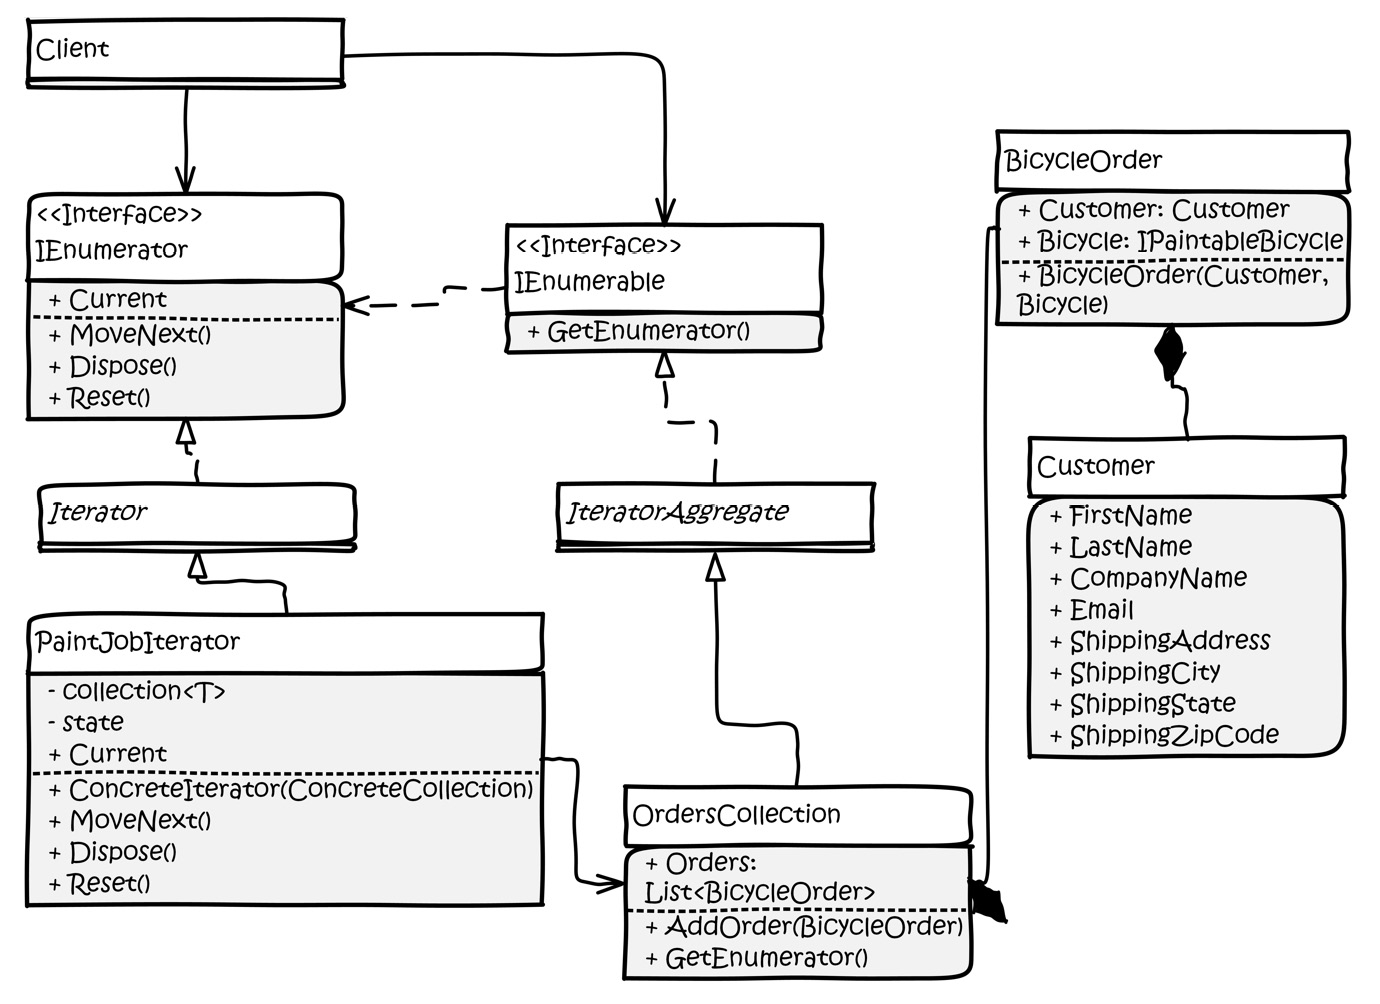 Client
<<Interface>>
IEnumerator
+ Current
+ MoveNext()
+ Dispose()
+ Reset()
<<Interface>>
IEnumerable
+ GetEnumerator()
BicycleOrder
+ Customer: Customer
+ Bicycle: IPaintableBicycle
+ BicycleOrder(Customer,
Bicycle)
Iterator
IteratorAggregate
Customer
+ FirstName
+ LastName
+ CompanyName
+ Email
+ ShippingAddress
+ ShippingCity
+ ShippingState
+ ShippingZipCode
PaintJobIterator
- collection<T>
- state
+ Current
+ ConcreteIterator(ConcreteCollection)
+ MoveNext()
+ Dispose()
+ Reset()
OrdersCollection
+ Orders:
List<BicycleOrder>
+ AddOrder(BicycleOrder)
+ GetEnumerator()